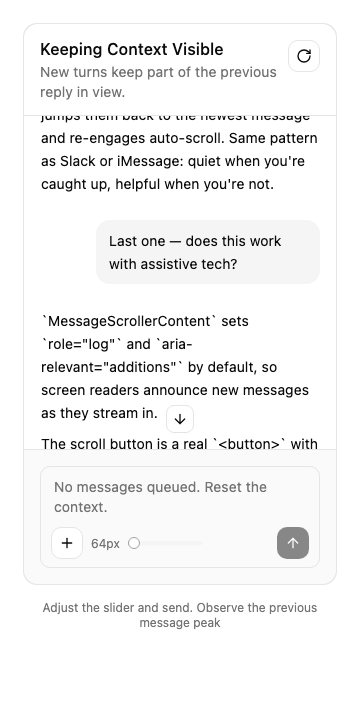 Keeping Context Visible
New turns keep part of the previous
reply in view.
jumps them back to the newest message
and re-engages auto-scroll. Same pattern
as Slack or iMessage: quiet when you're
caught up, helpful when you're not.
Last one — does this work
with assistive tech?
`MessageScrollerContent` sets
`role="log"` and `aria-
relevant="additions"` by default, so
screen readers announce new messages
as they stream in.
The scroll button is a real `<button>` with
No messages queued. Reset the
context.
64px
Adjust the slider and send. Observe the previous
message peak